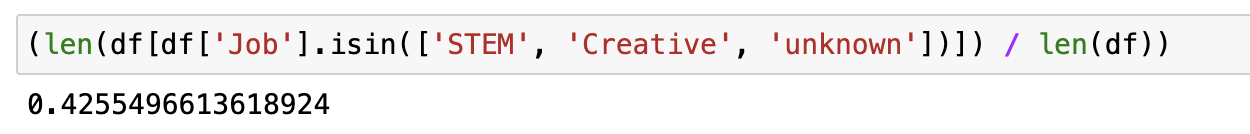 (len(df[df['Job'].isin(['STEM', 'Creative', 'unknown'])]) / len(df))
0.4255496613618924